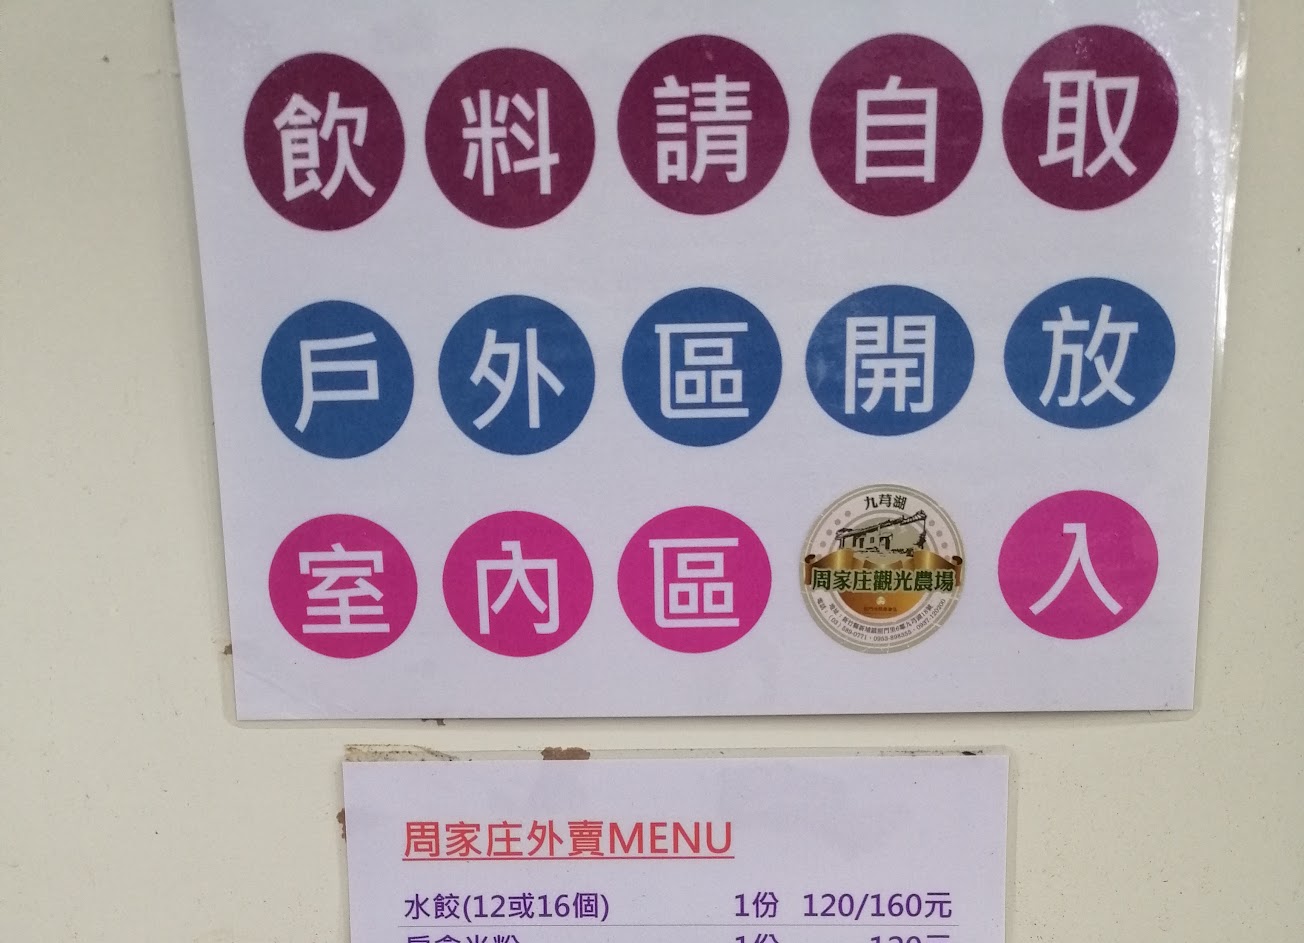 飲料請自取
戶外區開放
室內區
入
九芎湖
周家庄觀光農場
周家庄外賣MENU
水餃(12或16個) 1份 120/160元